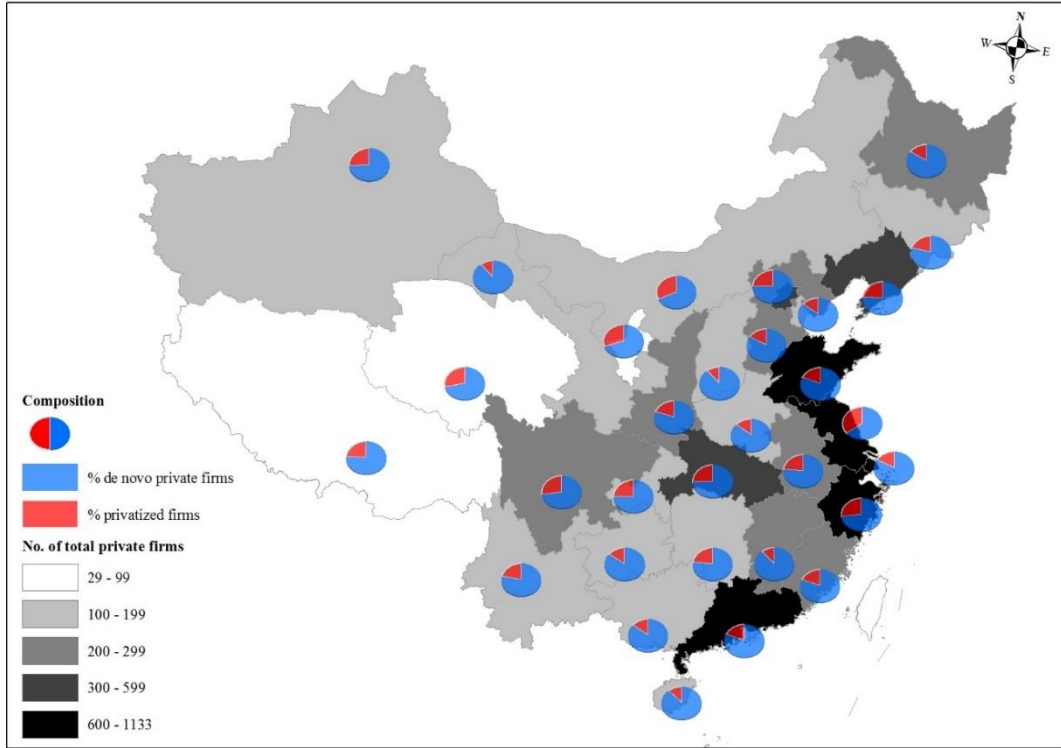 N
W
E
S
Composition
% de novo private firms
% privatized firms
No. of total private firms
29 - 99
100 - 199
200 - 299
300 - 599
600 - 1133